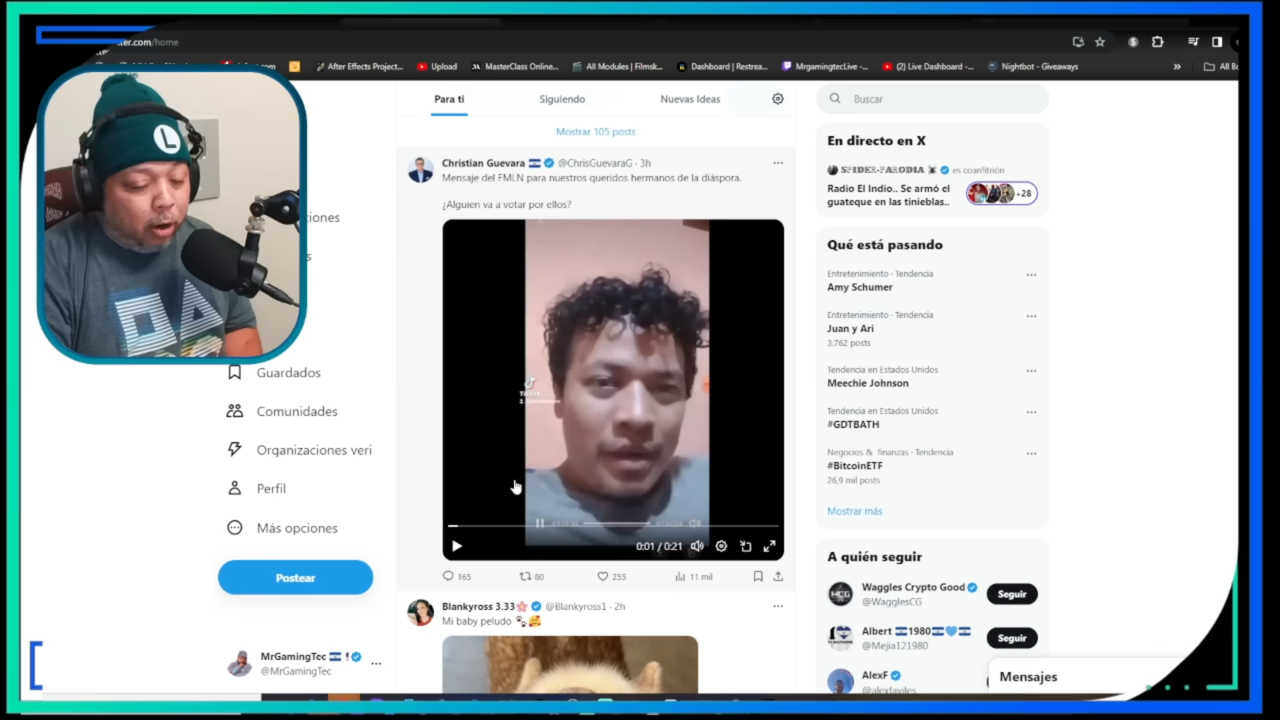 ter.com/home
After Effects Project...
Upload
MasterClass Online...
All Modules | Filmsk...
Dashboard | Restrea...
MrgamingtecLive -...
(2) Live Dashboard -...
Nightbot - Giveaways
»
All Bo
Para ti
Siguiendo
Nuevas Ideas
Mostrar 105 posts
Christian Guevara 🇸🇻 @ChrisGuevaraG · 3h
Mensaje del FMLN para nuestros queridos hermanos de la diáspora.
¿Alguien va a votar por ellos?
TikTok
0:01 / 0:21
165
80
255
11 mil
Blankyross 3.33🌸 @Blankyross1 · 2h
Mi baby peludo 🐾🥰
L
ciones
s
Guardados
Comunidades
Organizaciones veri
Perfil
Más opciones
Postear
MrGamingTec 🇸🇻
@MrGamingTec
Buscar
En directo en X
SPIDER-PARODIA es coanfitrión
Radio El Indio.. Se armó el
guateque en las tinieblas..
+28
Qué está pasando
Entretenimiento · Tendencia
Amy Schumer
Entretenimiento · Tendencia
Juan y Ari
3.762 posts
Tendencia en Estados Unidos
Meechie Johnson
Tendencia en Estados Unidos
#GDTBATH
Negocios & finanzas · Tendencia
#BitcoinETF
26,9 mil posts
Mostrar más
A quién seguir
Waggles Crypto Good
@WagglesCG
Seguir
Albert 🇸🇻1980🇸🇻💙🇸🇻
@Mejia121980
Seguir
AlexF
@alexfaviles
Mensajes